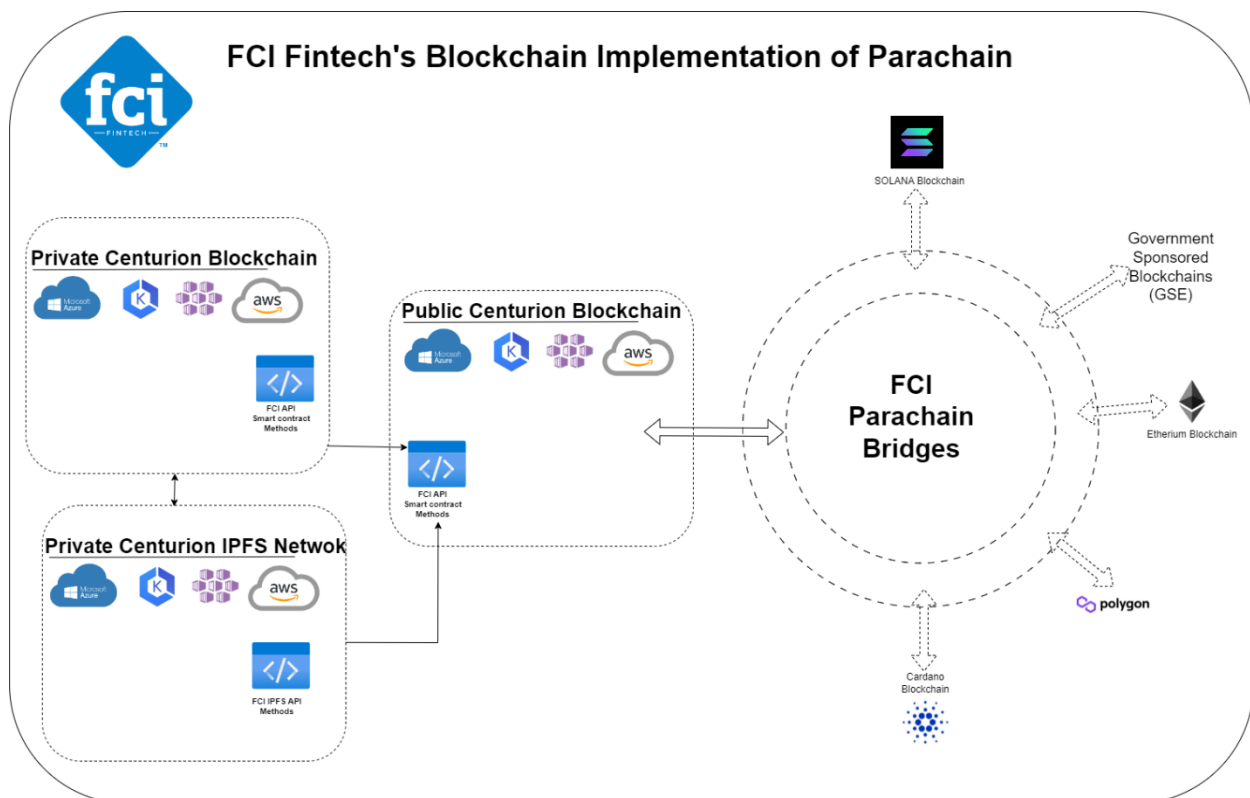 FCI Fintech's Blockchain Implementation of Parachain
fci
FINTECH
TM
SOLANA Blockchain
Government
Sponsored
Blockchains
(GSE)
Private Centurion Blockchain
Microsoft
Azure
K
aws
FCI API
Smart contract
Methods
Public Centurion Blockchain
Microsoft
Azure
K
aws
FCI API
Smart contract
Methods
FCI
Parachain
Bridges
Etherium Blockchain
Private Centurion IPFS Netwok
Microsoft
Azure
K
aws
FCI IPFS API
Methods
polygon
Cardano
Blockchain